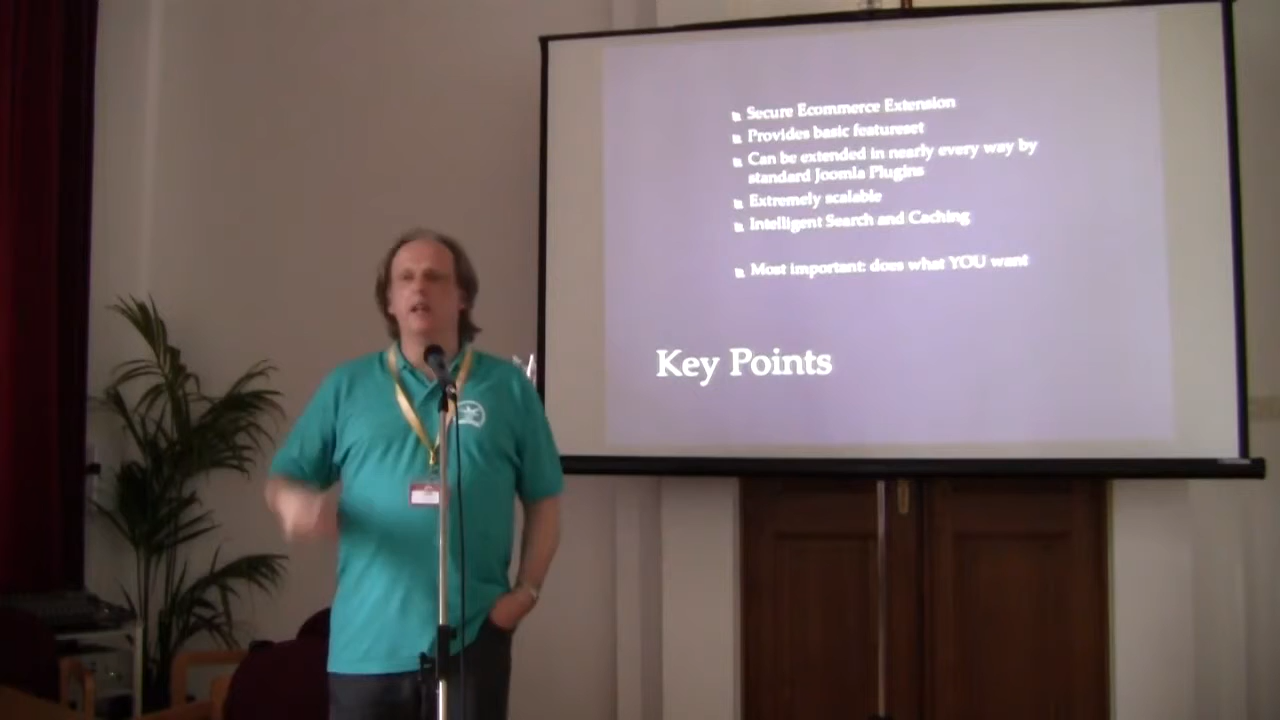 Secure Ecommerce Extension
Provides basic featureset
Can be extended in nearly every way by
standard Joomla Plugins
Extremely scalable
Intelligent Search and Caching
Most important: does what YOU want
Key Points